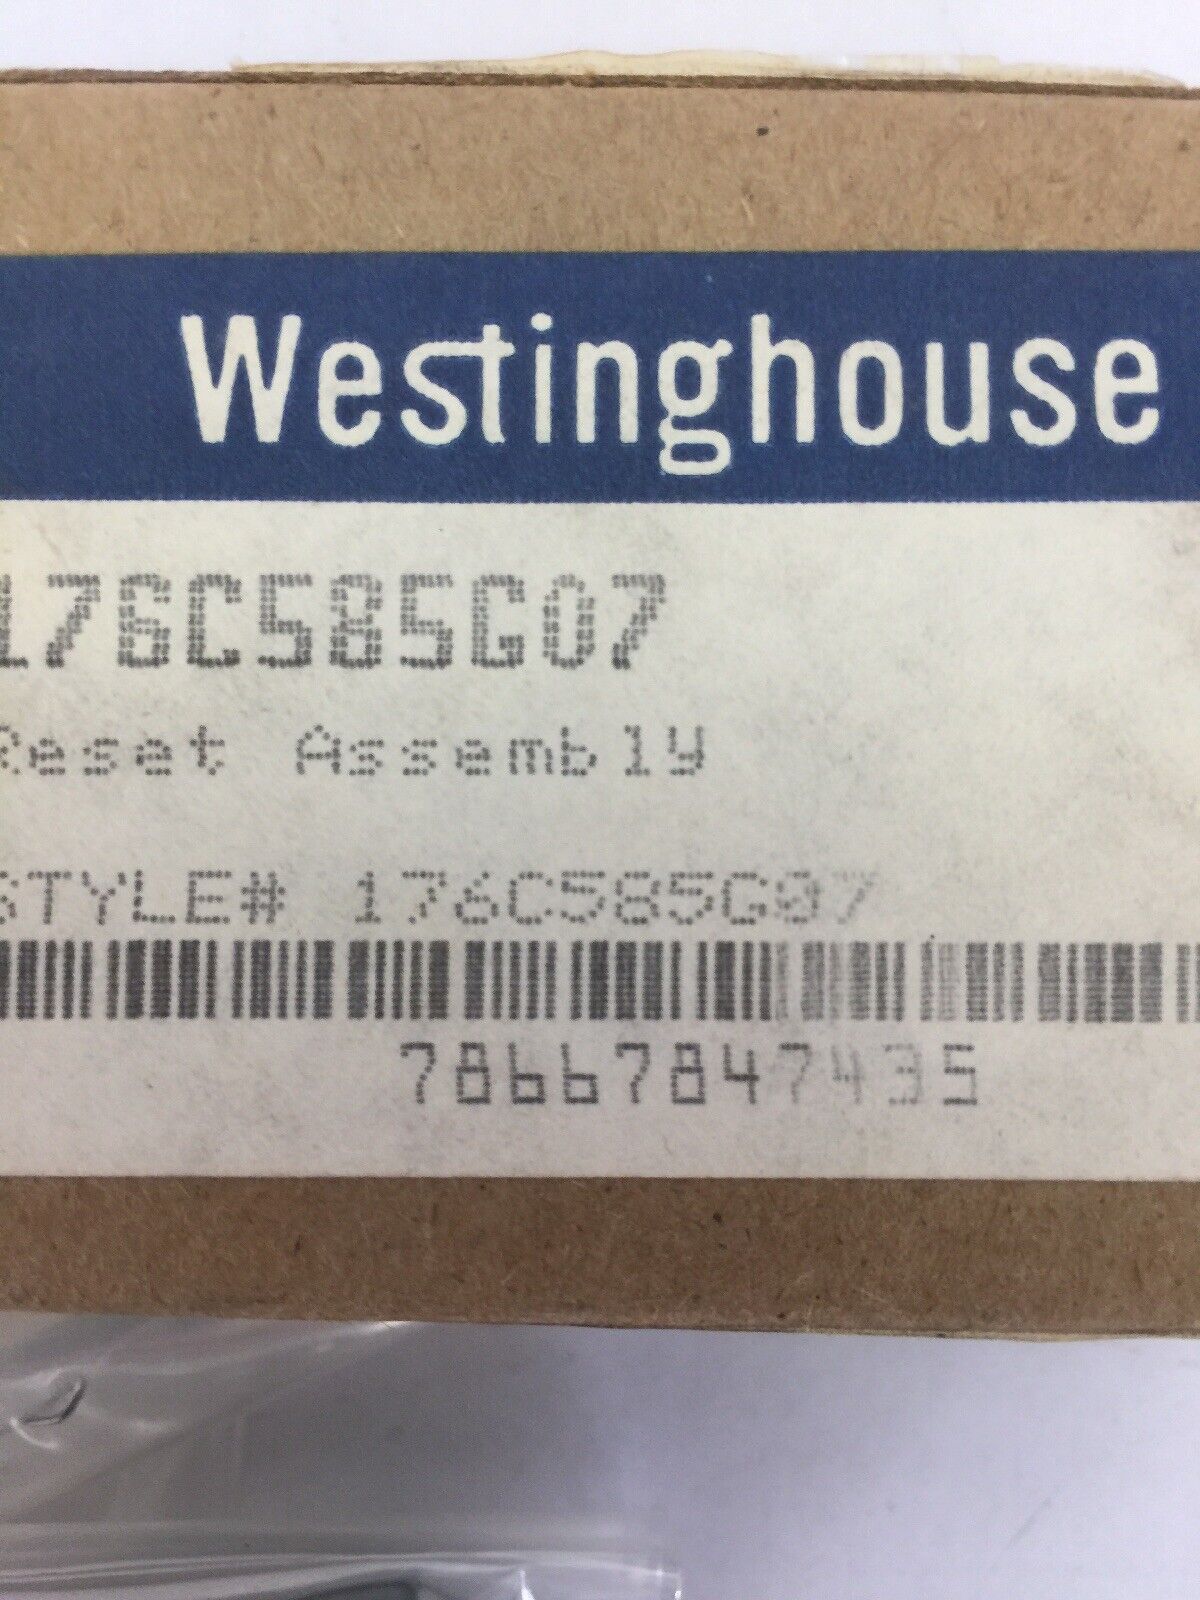 Westinghouse
176C585G07
Reset Assembly
STYLE# 176C585G07
78667847435